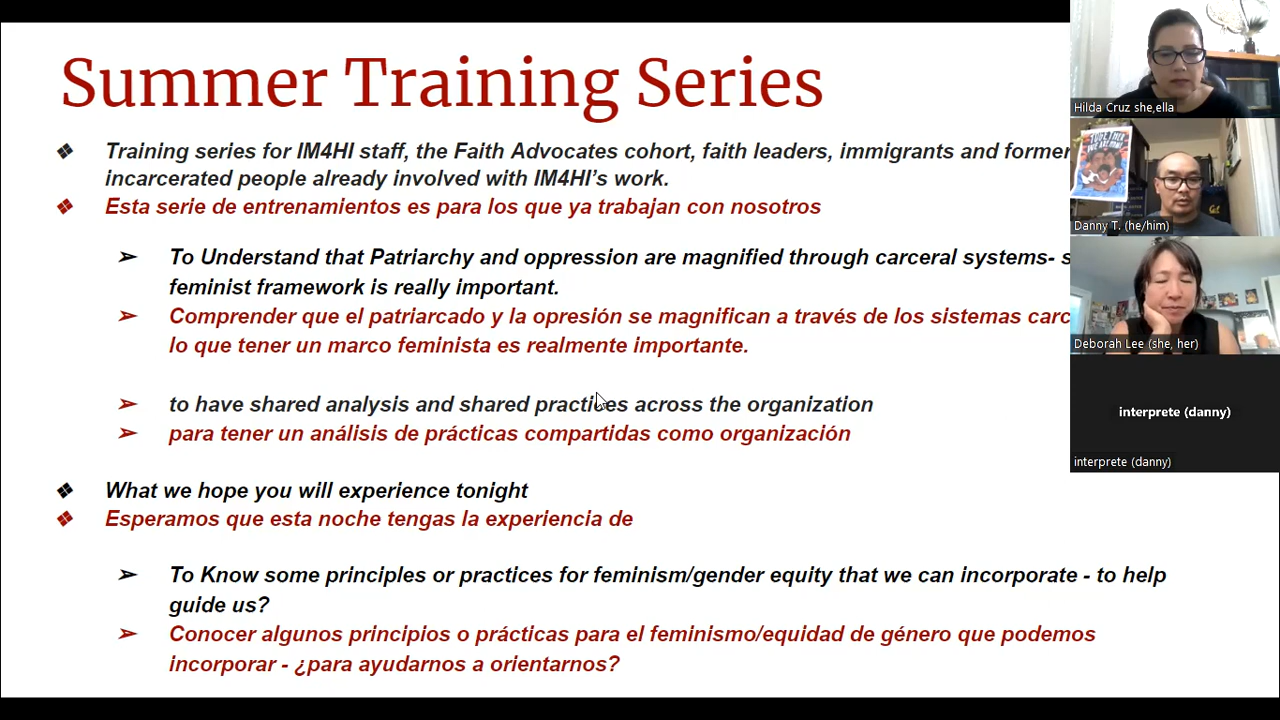 Summer Training Series
❖ Training series for IM4HI staff, the Faith Advocates cohort, faith leaders, immigrants and former
incarcerated people already involved with IM4HI’s work.
❖ Esta serie de entrenamientos es para los que ya trabajan con nosotros
➢ To Understand that Patriarchy and oppression are magnified through carceral systems- s
feminist framework is really important.
➢ Comprender que el patriarcado y la opresión se magnifican a través de los sistemas carc
lo que tener un marco feminista es realmente importante.
➢ to have shared analysis and shared practices across the organization
➢ para tener un análisis de prácticas compartidas como organización
❖ What we hope you will experience tonight
❖ Esperamos que esta noche tengas la experiencia de
➢ To Know some principles or practices for feminism/gender equity that we can incorporate - to help
guide us?
➢ Conocer algunos principios o prácticas para el feminismo/equidad de género que podemos
incorporar - ¿para ayudarnos a orientarnos?
Hilda Cruz she,ella
Danny T. (he/him)
Deborah Lee (she, her)
interprete (danny)
interprete (danny)